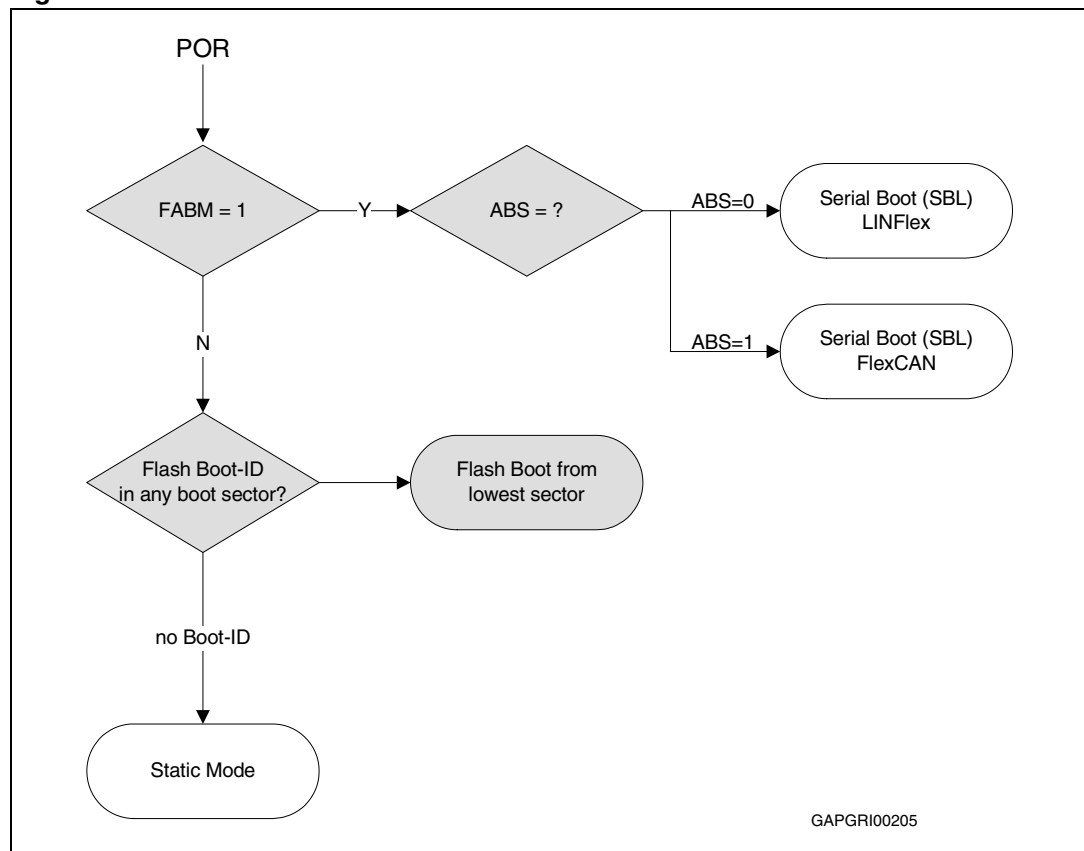 POR
FABM = 1
Y
ABS = ?
ABS=0
Serial Boot (SBL)
LINFlex
ABS=1
Serial Boot (SBL)
FlexCAN
N
Flash Boot-ID
in any boot sector?
Flash Boot from
lowest sector
no Boot-ID
Static Mode
GAPGRI00205